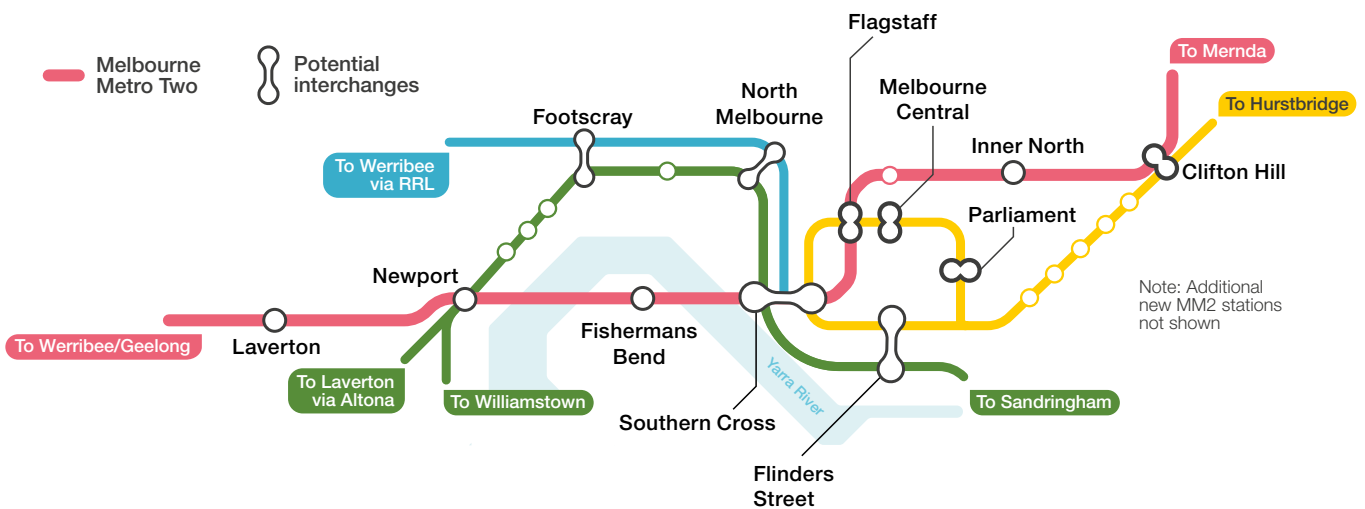 Melbourne
Metro Two
Potential
interchanges
Flagstaff
To Mernda
North
Melbourne
Melbourne
Central
To Hurstbridge
Footscray
Inner North
To Werribee
via RRL
Clifton Hill
Parliament
Newport
Note: Additional
new MM2 stations
not shown
Laverton
Fishermans
Bend
To Werribee/Geelong
To Laverton
via Altona
To Williamstown
Yarra River
To Sandringham
Southern Cross
Flinders
Street